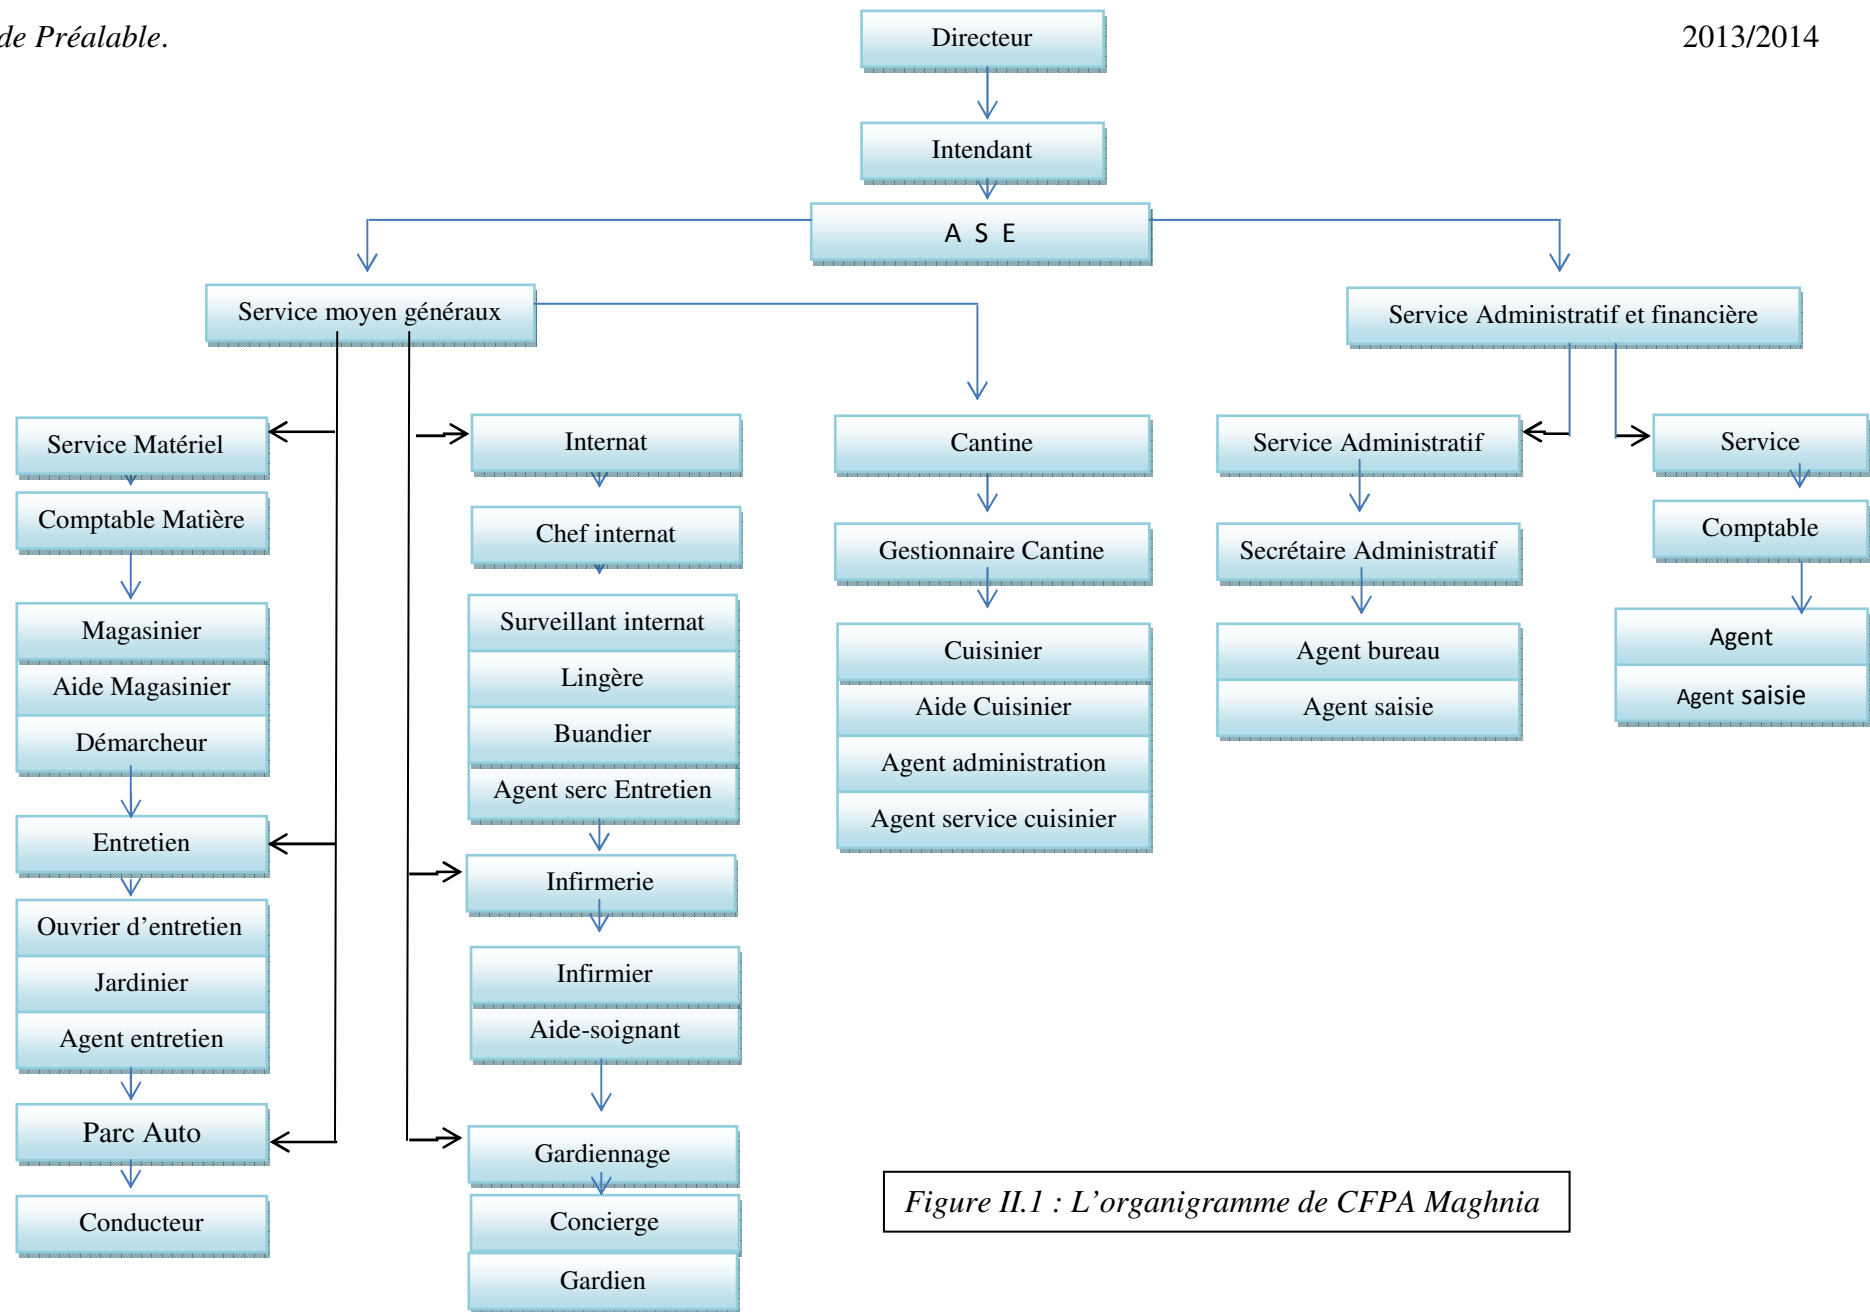 de Préalable.
2013/2014
Directeur
Intendant
A S E
Service moyen généraux
Service Administratif et financière
Service Matériel
Comptable Matière
Magasinier
Aide Magasinier
Démarcheur
Entretien
Ouvrier d’entretien
Jardinier
Agent entretien
Parc Auto
Conducteur
Internat
Chef internat
Surveillant internat
Lingère
Buandier
Agent serc Entretien
Infirmerie
Infirmier
Aide-soignant
Gardiennage
Concierge
Gardien
Cantine
Gestionnaire Cantine
Cuisinier
Aide Cuisinier
Agent administration
Agent service cuisinier
Service Administratif
Secrétaire Administratif
Agent bureau
Agent saisie
Service
Comptable
Agent
Agent saisie
Figure II.1 : L’organigramme de CFPA Maghnia